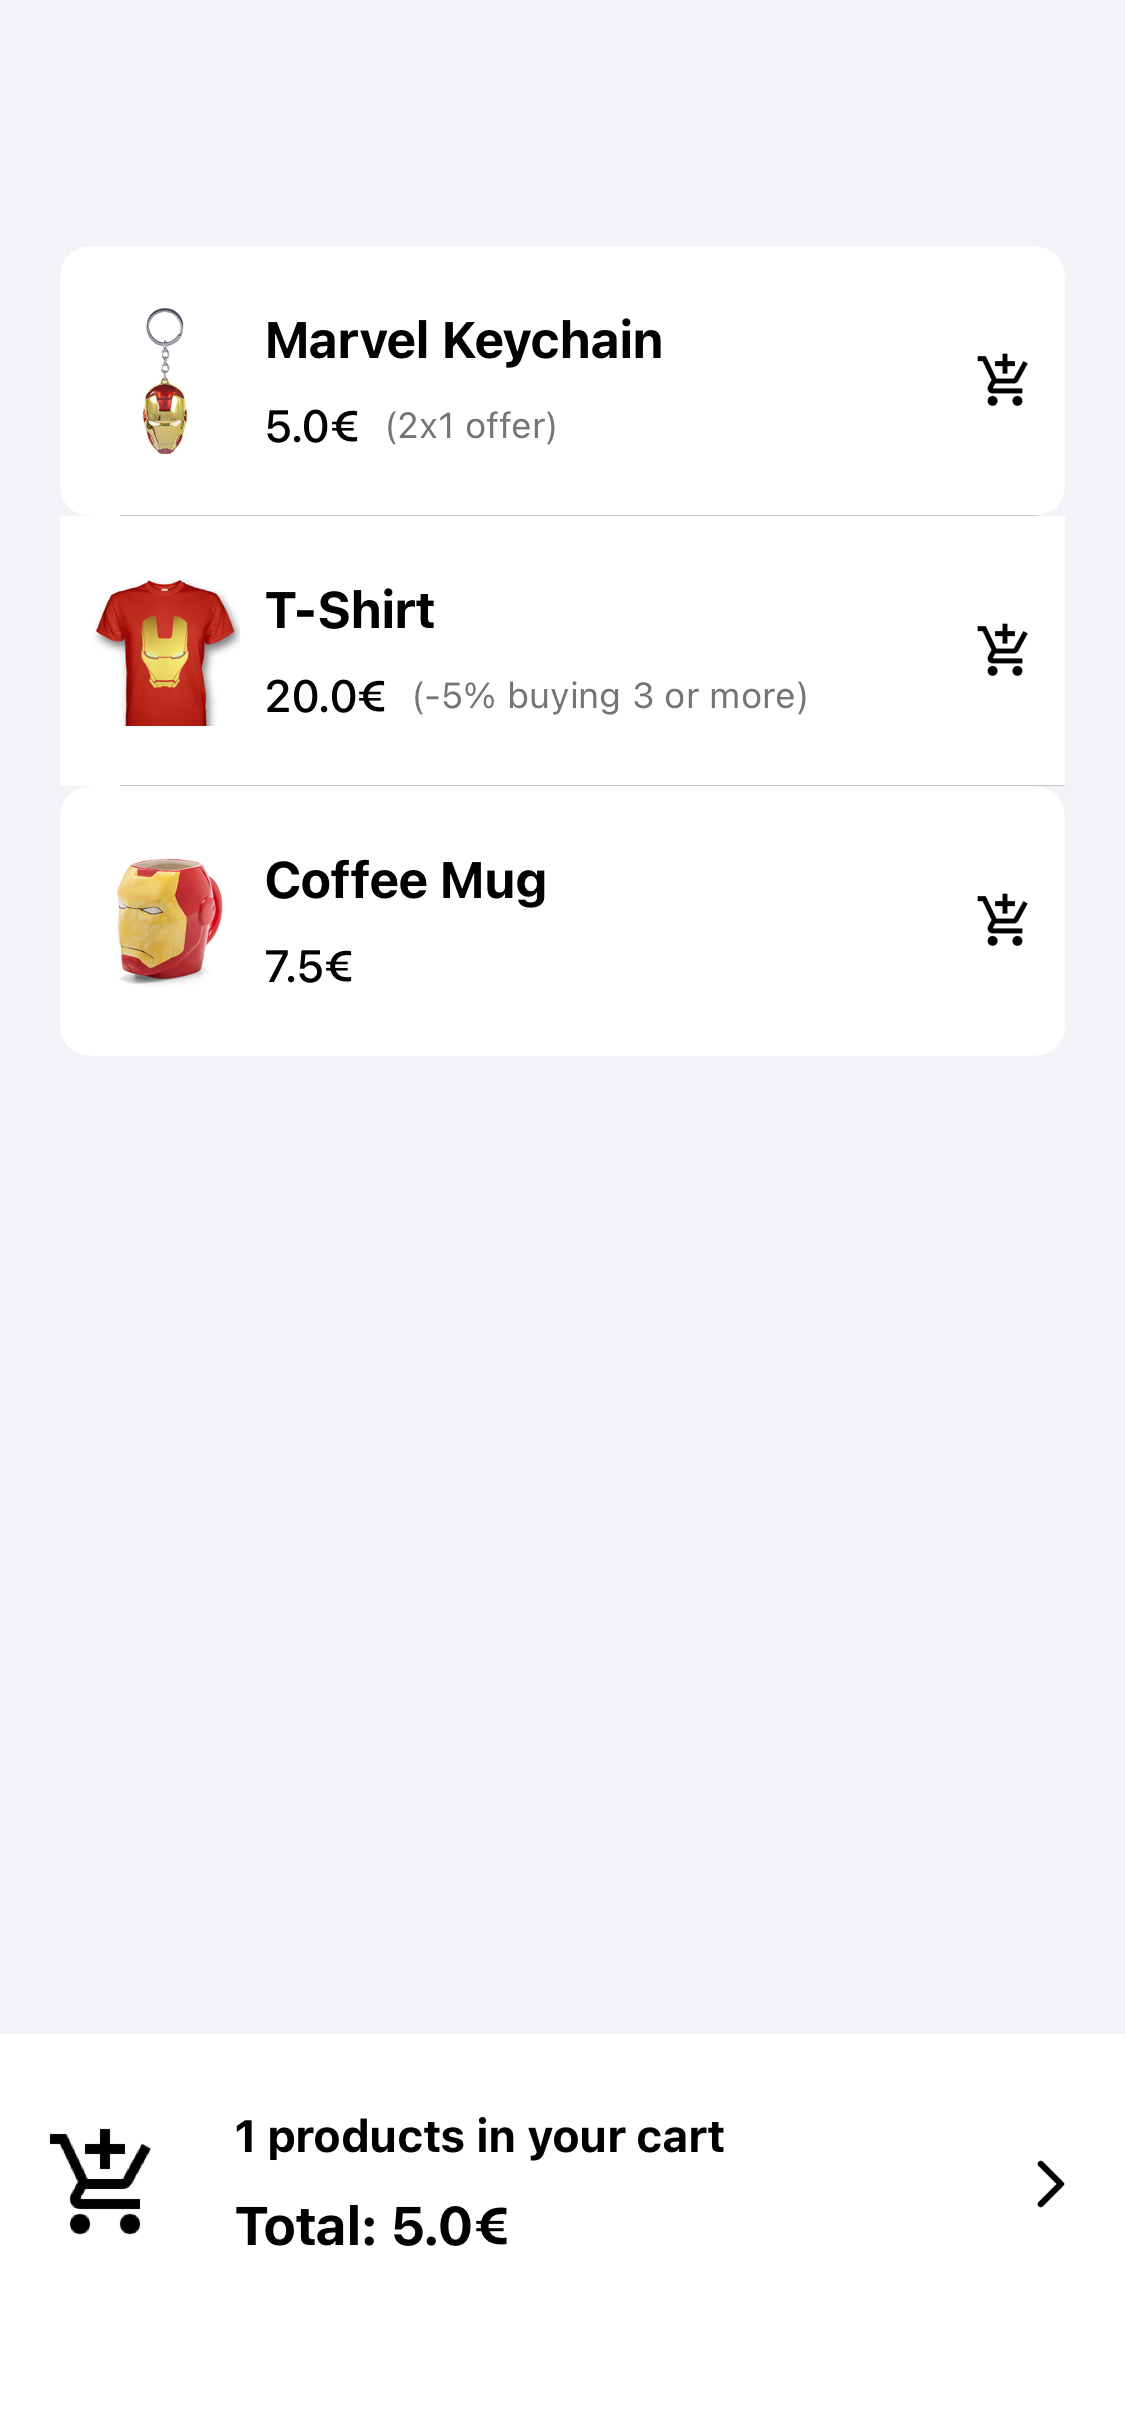 Marvel Keychain
5.0€ (2x1 offer)
T-Shirt
20.0€ (-5% buying 3 or more)
Coffee Mug
7.5€
1 products in your cart
Total: 5.0€